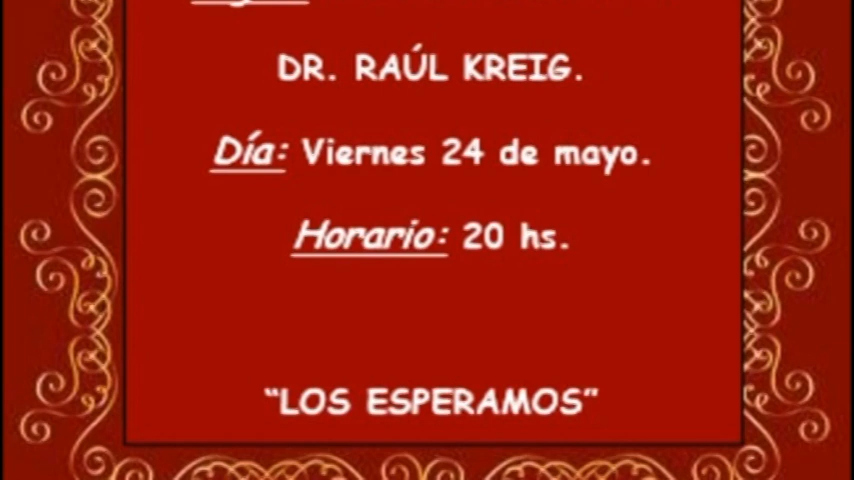 DR. RAÚL KREIG.
Día: Viernes 24 de mayo.
Horario: 20 hs.
“LOS ESPERAMOS”